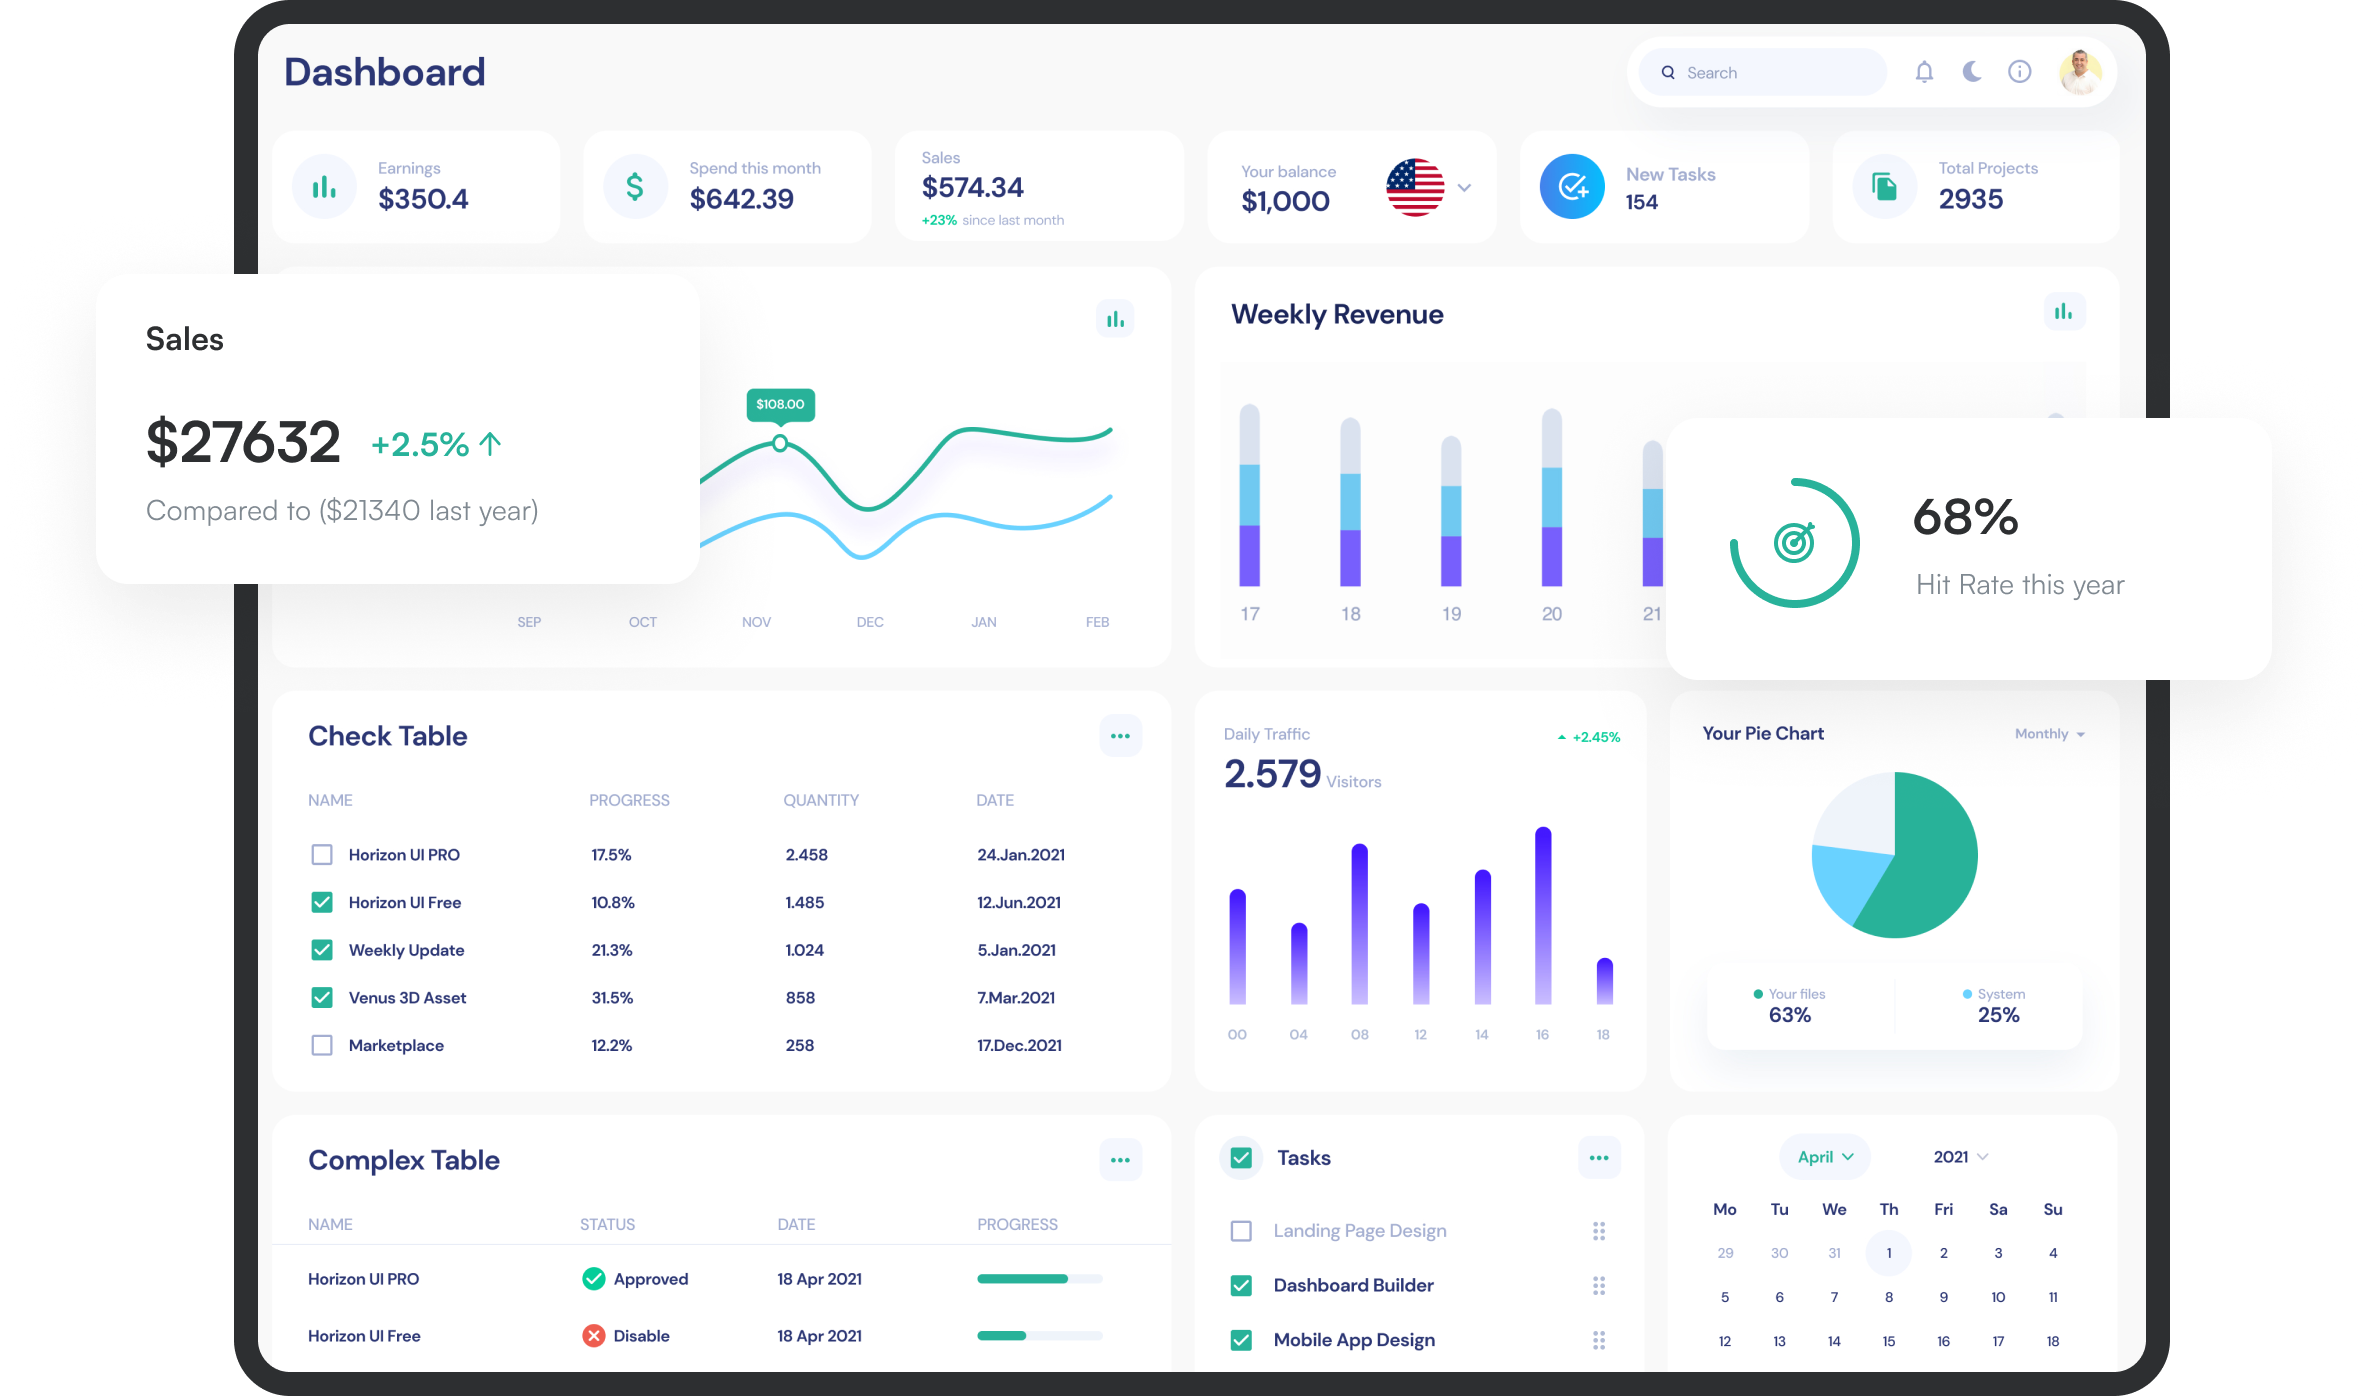 Dashboard
Search
Earnings
$350.4
Spend this month
$642.39
Sales
$574.34
+23% since last month
Your balance
$1,000
New Tasks
154
Total Projects
2935
Sales
$27632 +2.5%
Compared to ($21340 last year)
$108.00
SEP OCT NOV DEC JAN FEB
Weekly Revenue
17 18 19 20 21
68%
Hit Rate this year
Check Table
NAME PROGRESS QUANTITY DATE
Horizon UI PRO 17.5% 2.458 24.Jan.2021
Horizon UI Free 10.8% 1.485 12.Jun.2021
Weekly Update 21.3% 1.024 5.Jan.2021
Venus 3D Asset 31.5% 858 7.Mar.2021
Marketplace 12.2% 258 17.Dec.2021
Daily Traffic
+2.45%
2.579 Visitors
00 04 08 12 14 16 18
Your Pie Chart
Monthly
Your files
63%
System
25%
Complex Table
NAME STATUS DATE PROGRESS
Horizon UI PRO Approved 18 Apr 2021
Horizon UI Free Disable 18 Apr 2021
Tasks
Landing Page Design
Dashboard Builder
Mobile App Design
April 2021
Mo Tu We Th Fri Sa Su
29 30 31 1 2 3 4
5 6 7 8 9 10 11
12 13 14 15 16 17 18